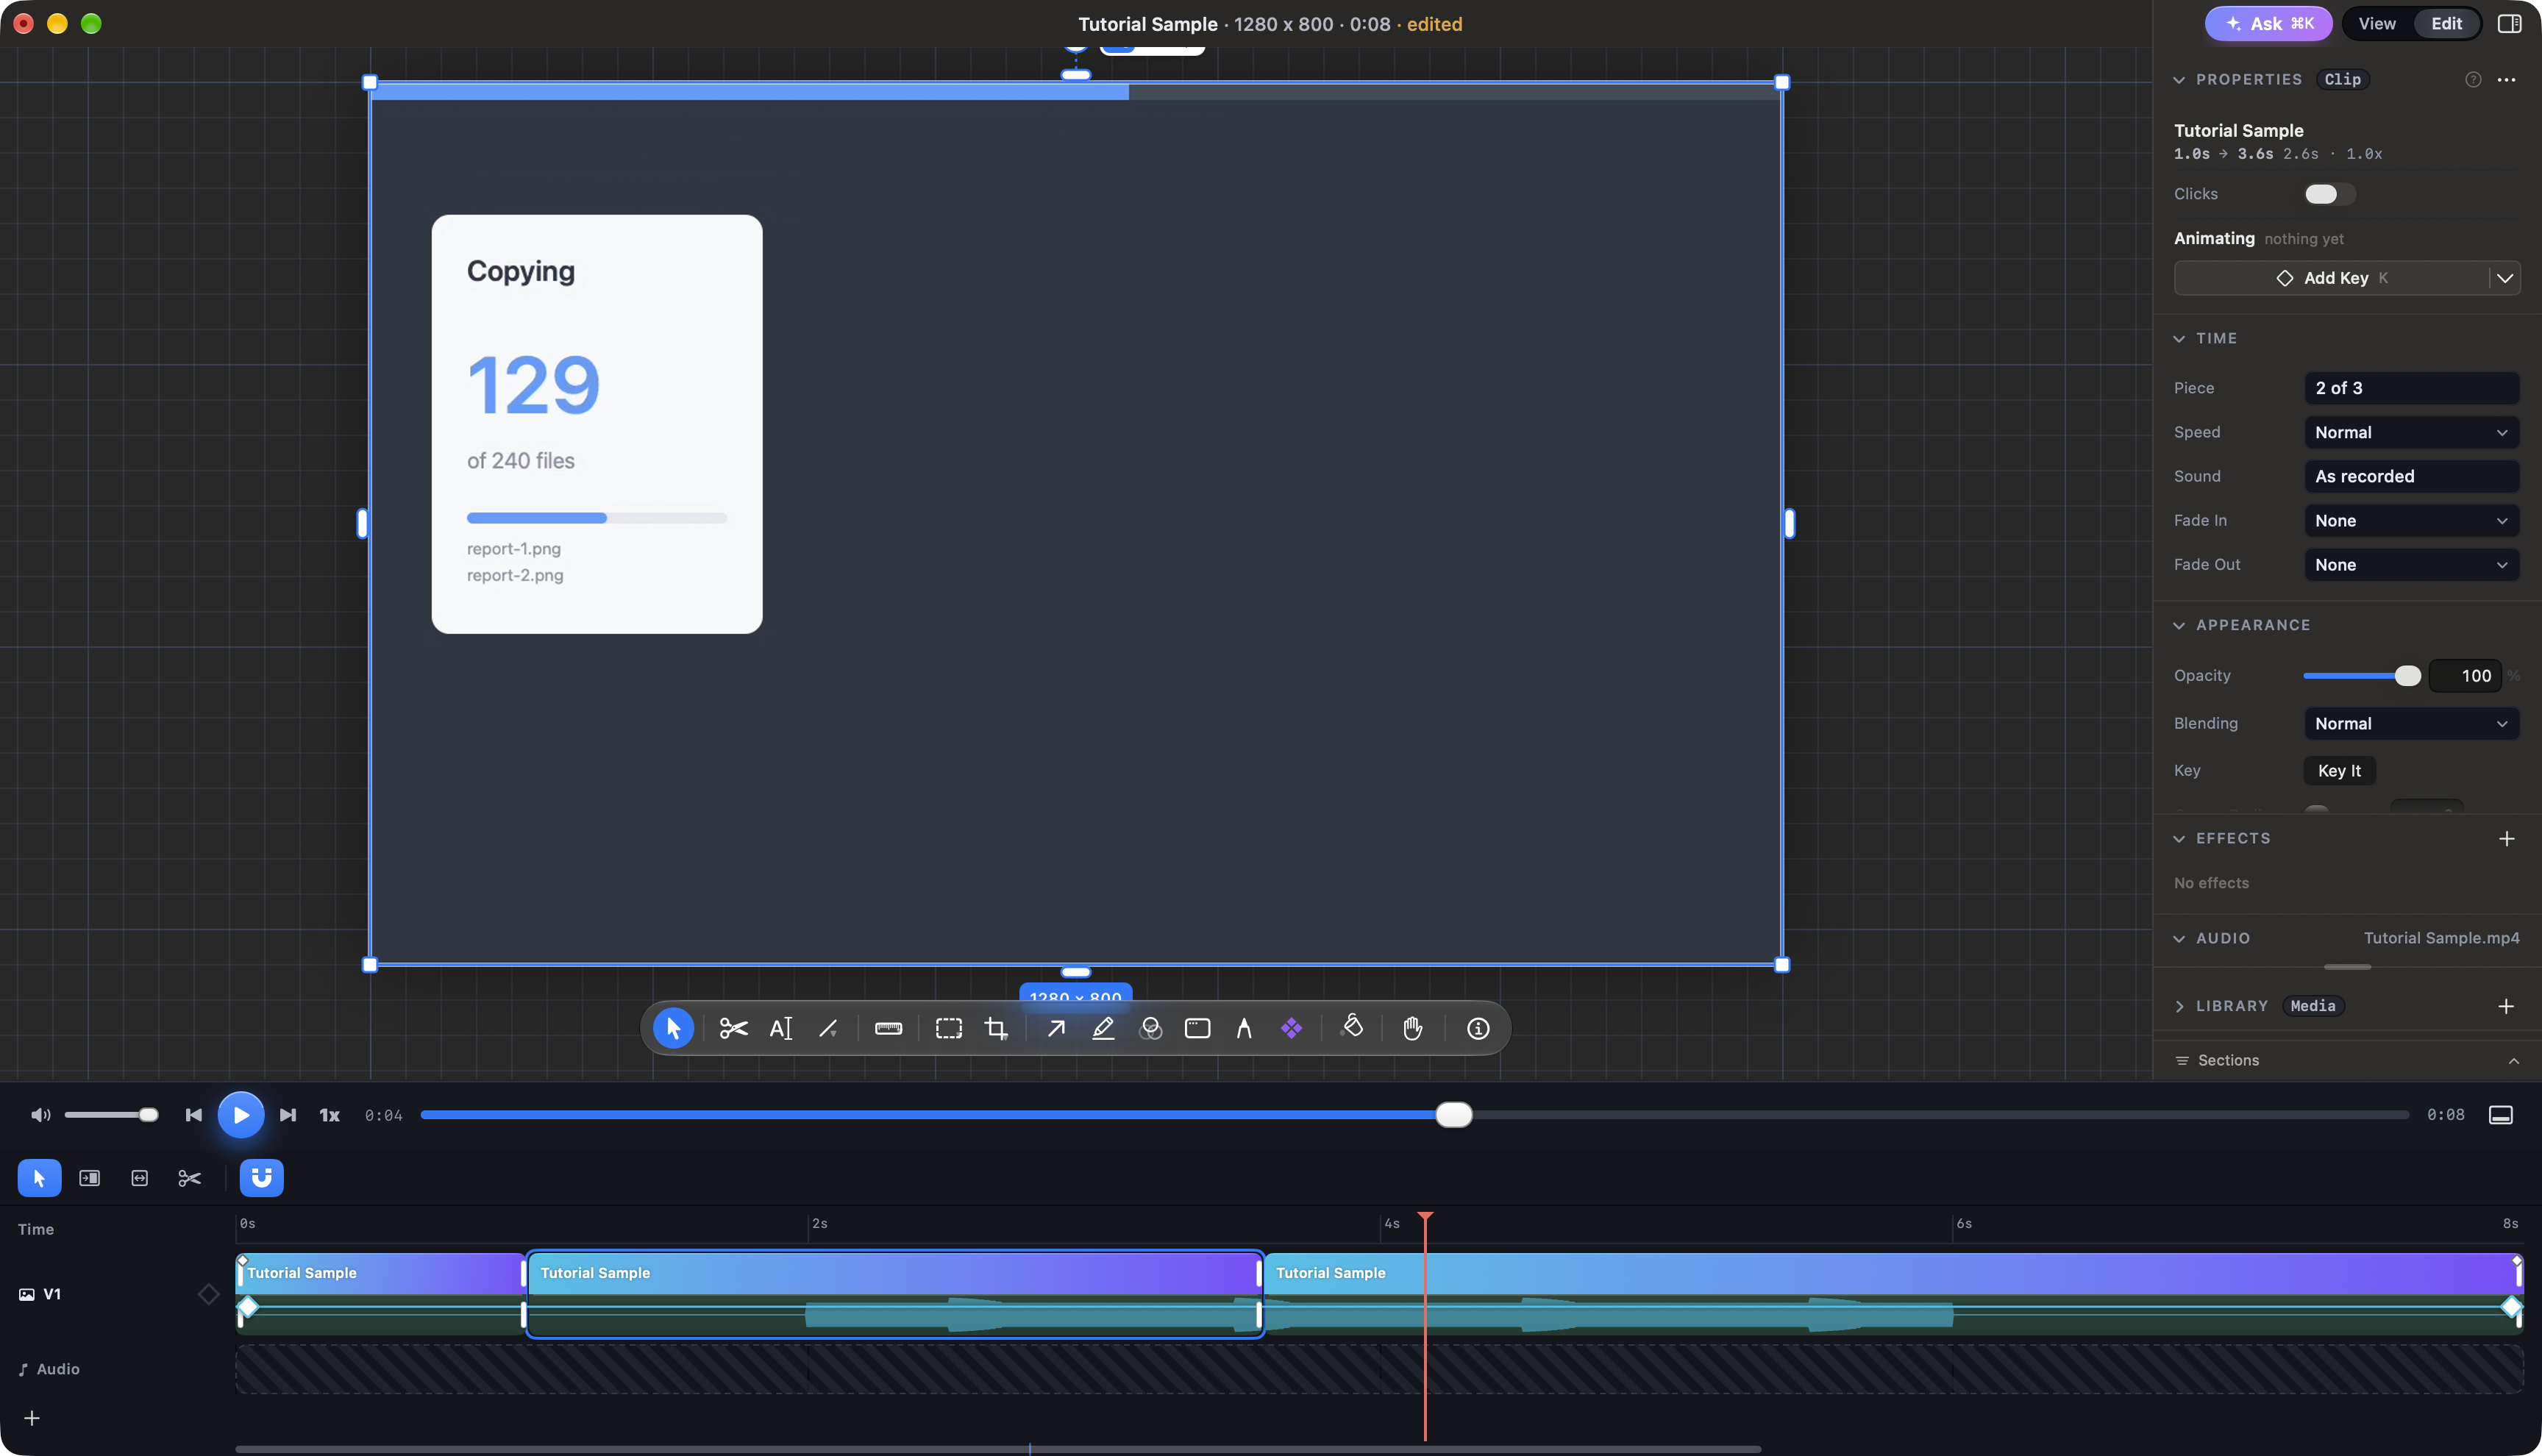 Tutorial Sample · 1280 x 800 · 0:08 · edited
Ask ⌘K
View
Edit
PROPERTIES Clip
Tutorial Sample
1.0s → 3.6s 2.6s · 1.0x
Clicks
Animating nothing yet
Add Key K
TIME
Piece 2 of 3
Speed Normal
Sound As recorded
Fade In None
Fade Out None
APPEARANCE
Opacity 100 %
Blending Normal
Key Key It
EFFECTS
No effects
AUDIO Tutorial Sample.mp4
LIBRARY Media
Sections
Copying
129
of 240 files
report-1.png
report-2.png
1280 × 800
1x 0:04 0:08
Time 0s 2s 4s 6s 8s
V1 Tutorial Sample Tutorial Sample Tutorial Sample
Audio